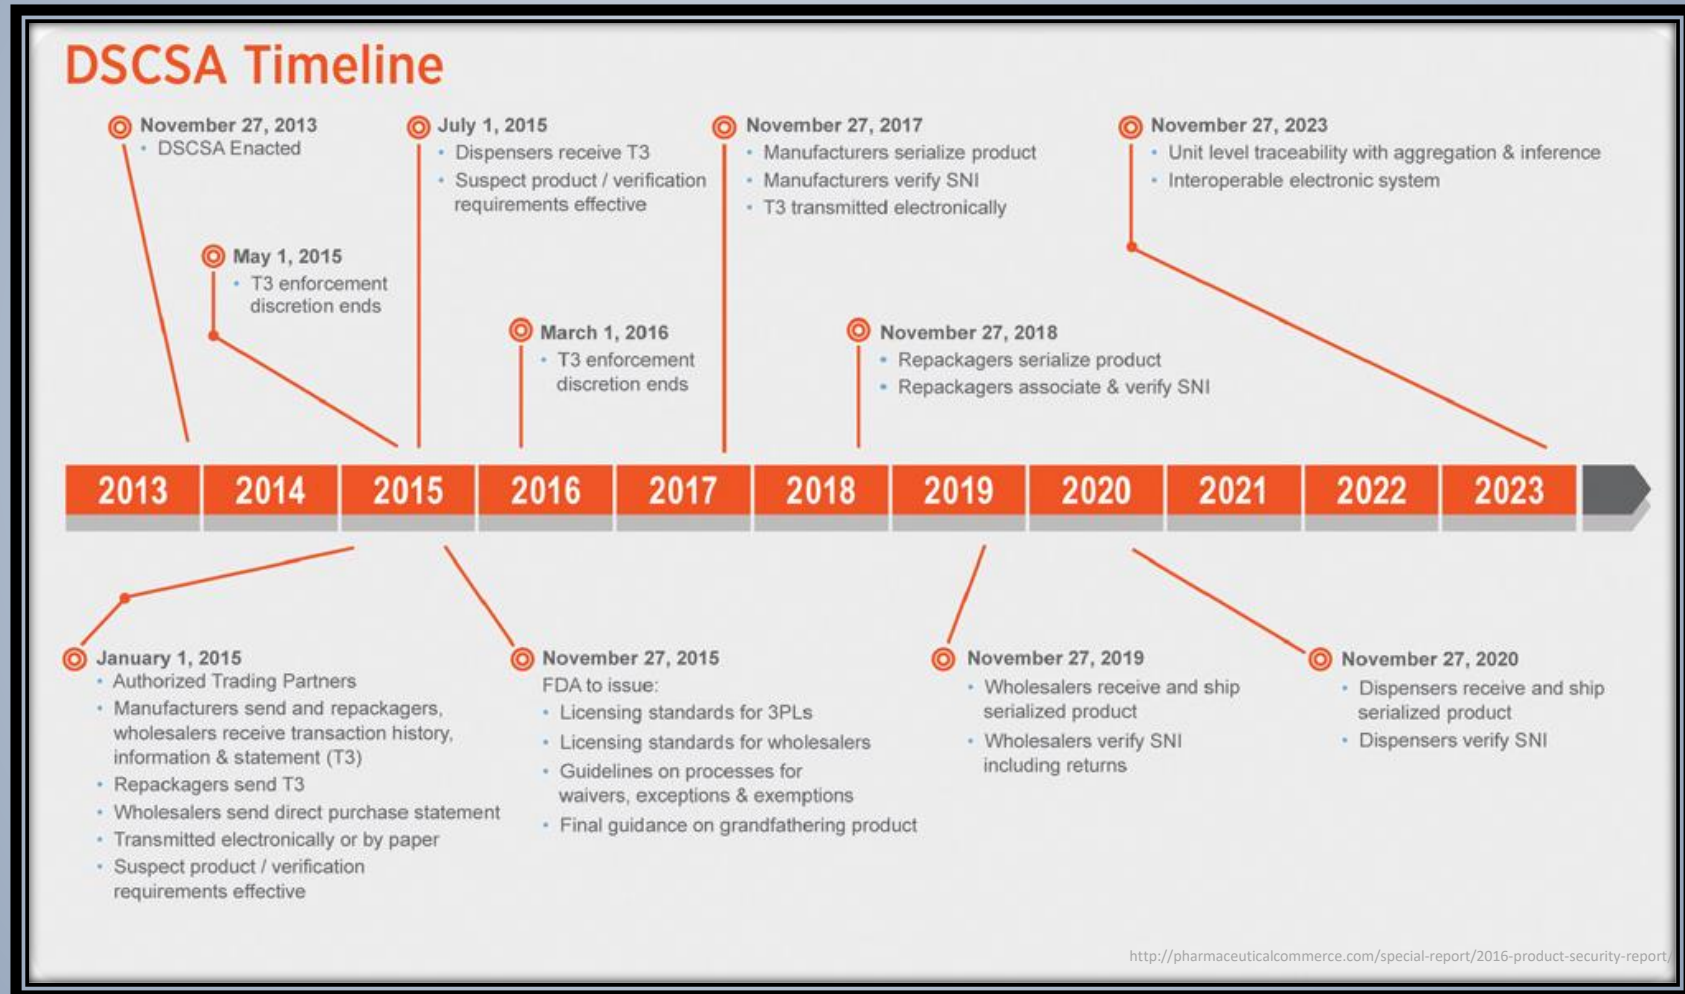 DSCSA Timeline
November 27, 2013
• DSCSA Enacted
May 1, 2015
• T3 enforcement
discretion ends
July 1, 2015
• Dispensers receive T3
• Suspect product / verification
requirements effective
March 1, 2016
• T3 enforcement
discretion ends
November 27, 2017
• Manufacturers serialize product
• Manufacturers verify SNI
• T3 transmitted electronically
November 27, 2018
• Repackagers serialize product
• Repackagers associate & verify SNI
November 27, 2023
• Unit level traceability with aggregation & inference
• Interoperable electronic system
2013 2014 2015 2016 2017 2018 2019 2020 2021 2022 2023
January 1, 2015
• Authorized Trading Partners
• Manufacturers send and repackagers,
wholesalers receive transaction history,
information & statement (T3)
• Repackagers send T3
• Wholesalers send direct purchase statement
• Transmitted electronically or by paper
• Suspect product / verification
requirements effective
November 27, 2015
FDA to issue:
• Licensing standards for 3PLs
• Licensing standards for wholesalers
• Guidelines on processes for
waivers, exceptions & exemptions
• Final guidance on grandfathering product
November 27, 2019
• Wholesalers receive and ship
serialized product
• Wholesalers verify SNI
including returns
November 27, 2020
• Dispensers receive and ship
serialized product
• Dispensers verify SNI
http://pharmaceuticalcommerce.com/special-report/2016-product-security-report/